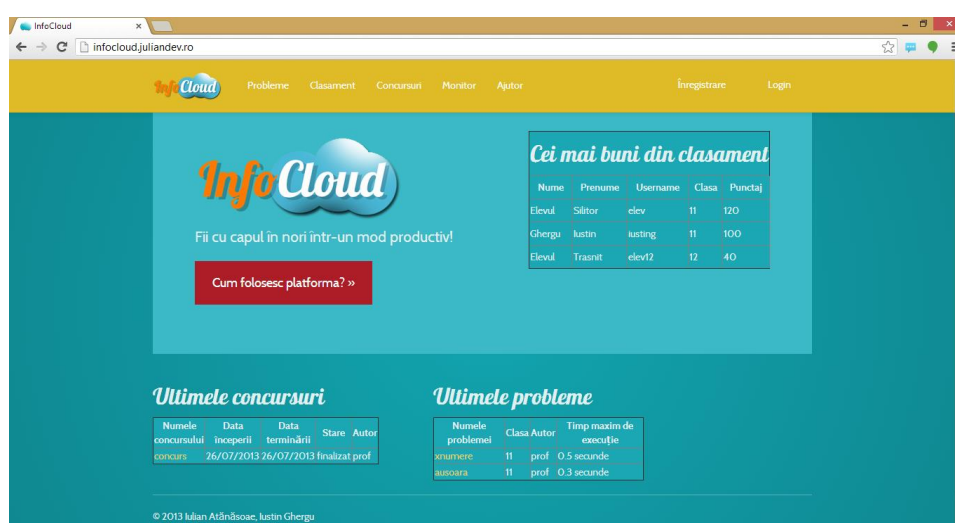 InfoCloud
infocloud.juliandev.ro
InfoCloud Probleme Clasament Concursuri Monitor Ajutor Înregistrare Login
InfoCloud
Fii cu capul în nori într-un mod productiv!
Cum folosesc platforma? »
Cei mai buni din clasament
Nume Prenume Username Clasa Punctaj
Elevul Silitor elev 11 120
Ghergu Iustin iusting 11 100
Elevul Trasnit elev12 12 40
Ultimele concursuri
Numele concursului Data începerii Data terminării Stare Autor
concurs 26/07/2013 26/07/2013 finalizat prof
Ultimele probleme
Numele problemei Clasa Autor Timp maxim de execuție
xnumere 11 prof 0.5 secunde
ausoara 11 prof 0.3 secunde
© 2013 Iulian Atănăsoae, Iustin Ghergu